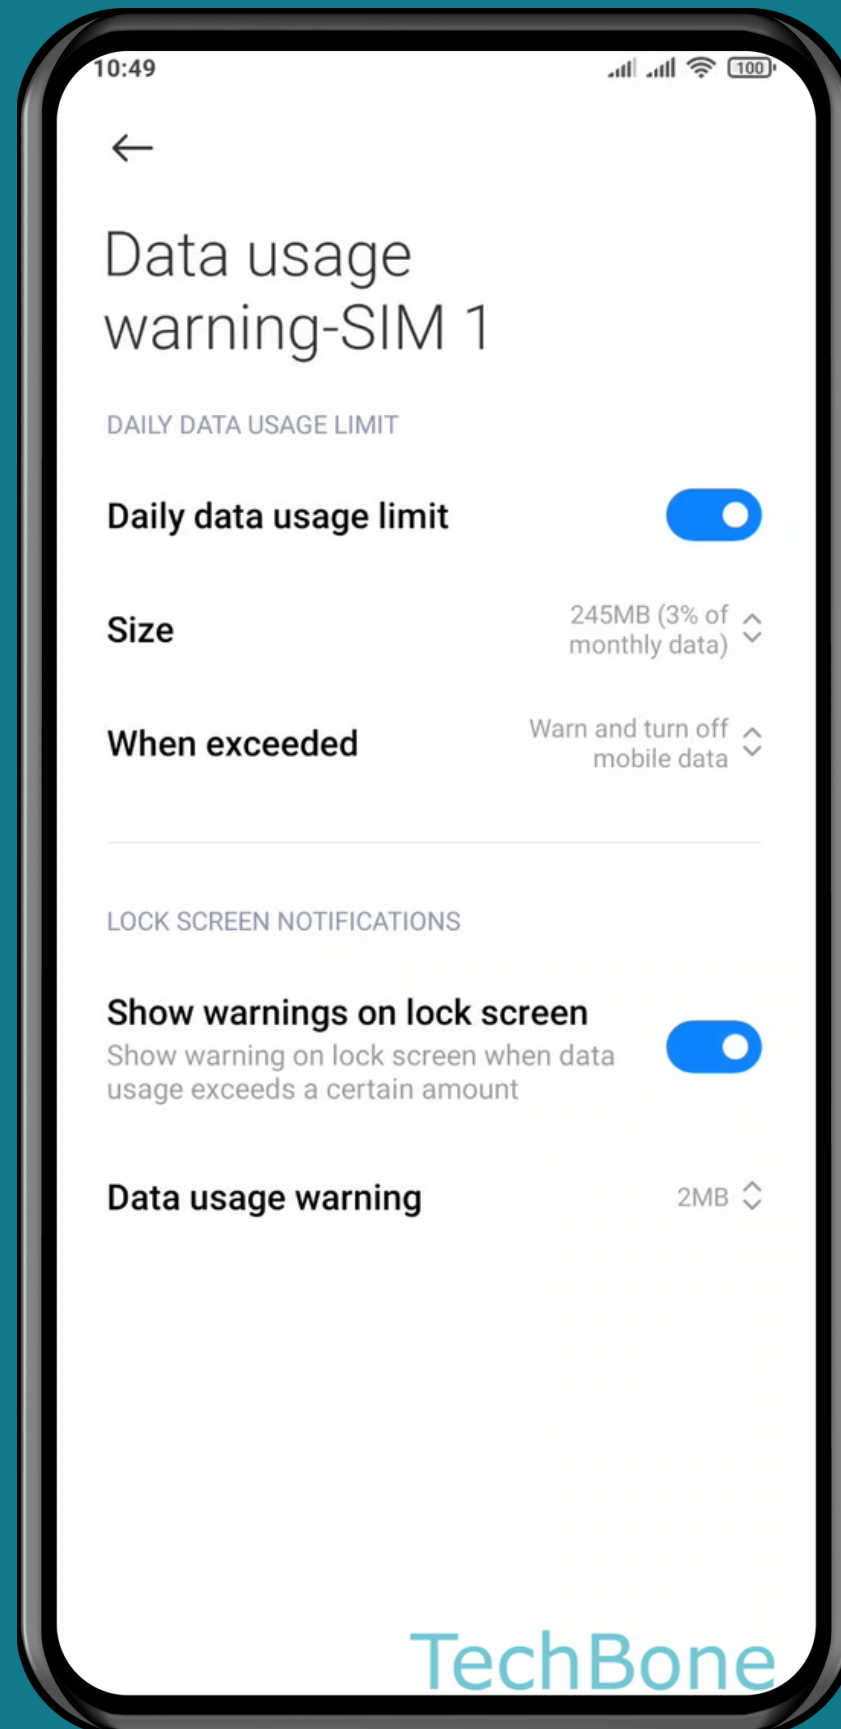 10:49
100
Data usage
warning-SIM 1
DAILY DATA USAGE LIMIT
Daily data usage limit
Size
245MB (3% of
monthly data)
When exceeded
Warn and turn off
mobile data
LOCK SCREEN NOTIFICATIONS
Show warnings on lock screen
Show warning on lock screen when data
usage exceeds a certain amount
Data usage warning
2MB
TechBone